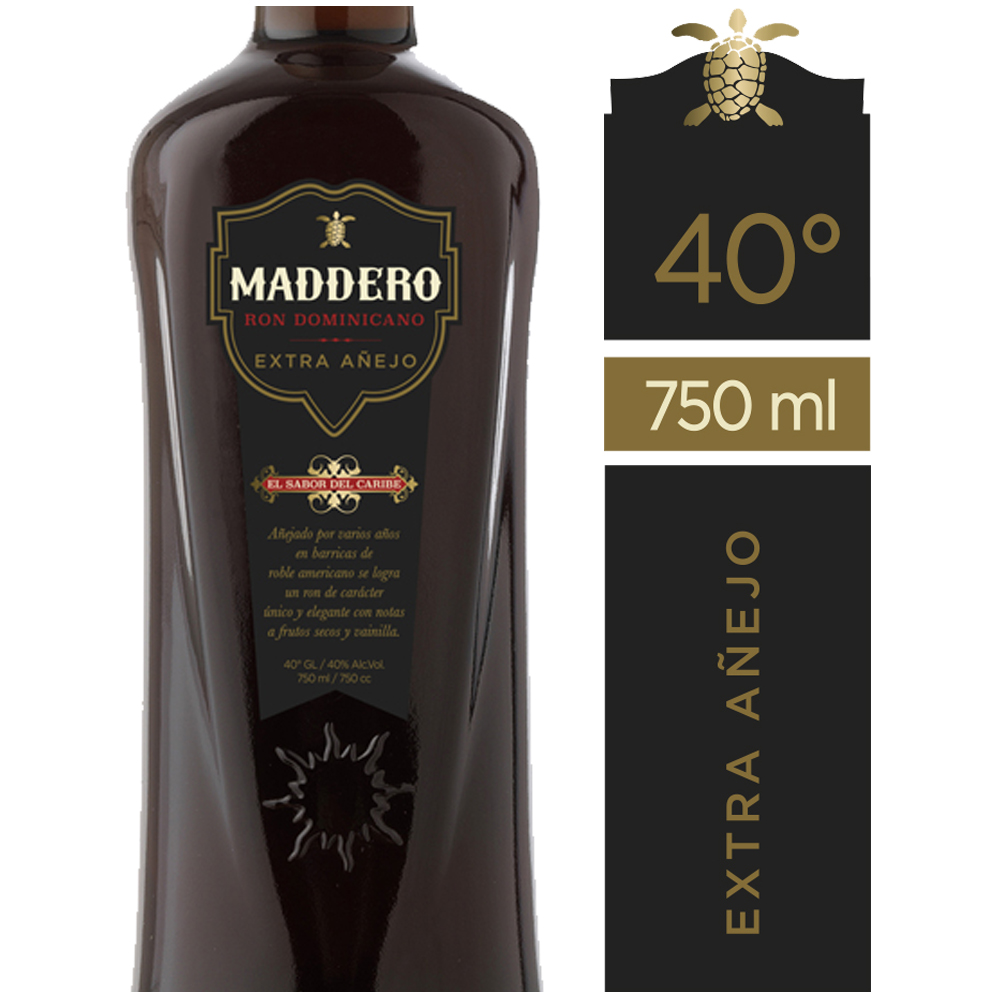 MADDERO
RON DOMINICANO
EXTRA AÑEJO
EL SABOR DEL CARIBE
Añejado por varios años
en barricas de
roble americano se logra
un ron de carácter
único y elegante con notas
a frutos secos y vainilla.
40° GL / 40% Alc.Vol.
750 ml / 750 cc
40°
750 ml
EXTRA AÑEJO